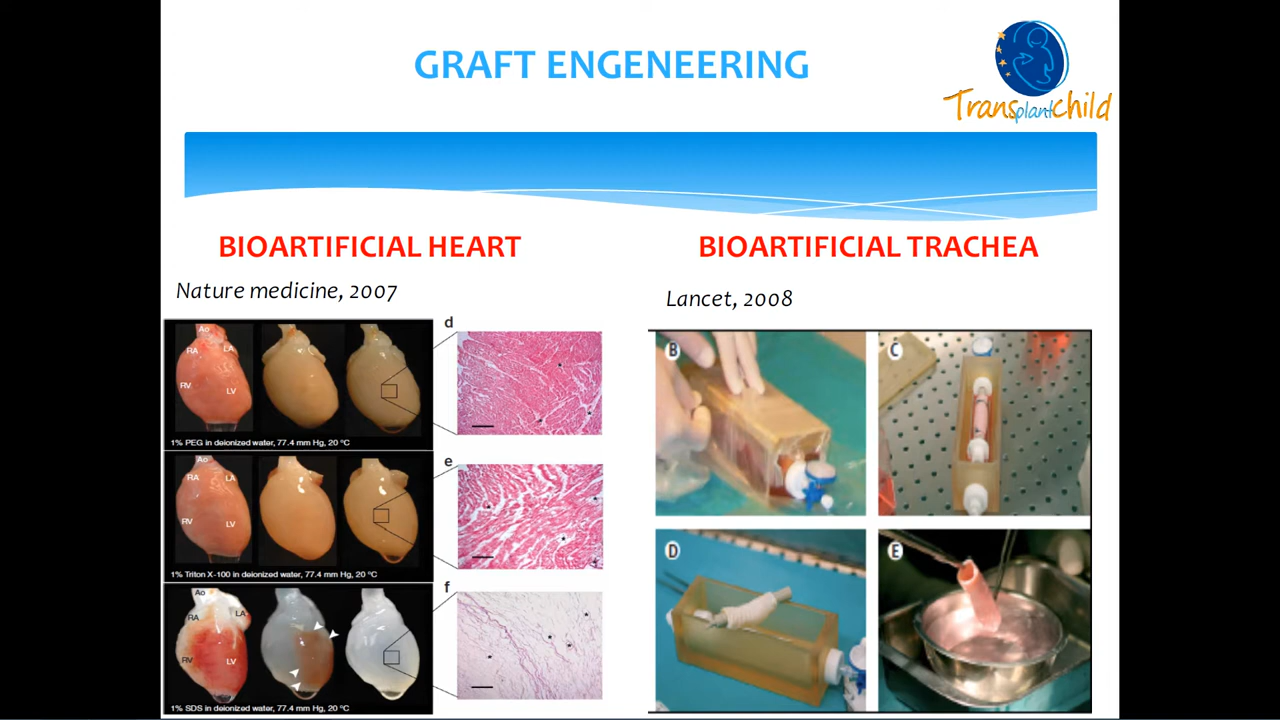 GRAFT ENGENEERING
Transplantchild
BIOARTIFICIAL HEART
Nature medicine, 2007
Ao
RA
LA
RV
LV
1% PEG in deionized water, 77.4 mm Hg, 20 °C
d
Ao
RA
LA
RV
LV
1% Triton X-100 in deionized water, 77.4 mm Hg, 20 °C
e
Ao
RA
LA
RV
LV
1% SDS in deionized water, 77.4 mm Hg, 20 °C
f
BIOARTIFICIAL TRACHEA
Lancet, 2008
B
C
D
E